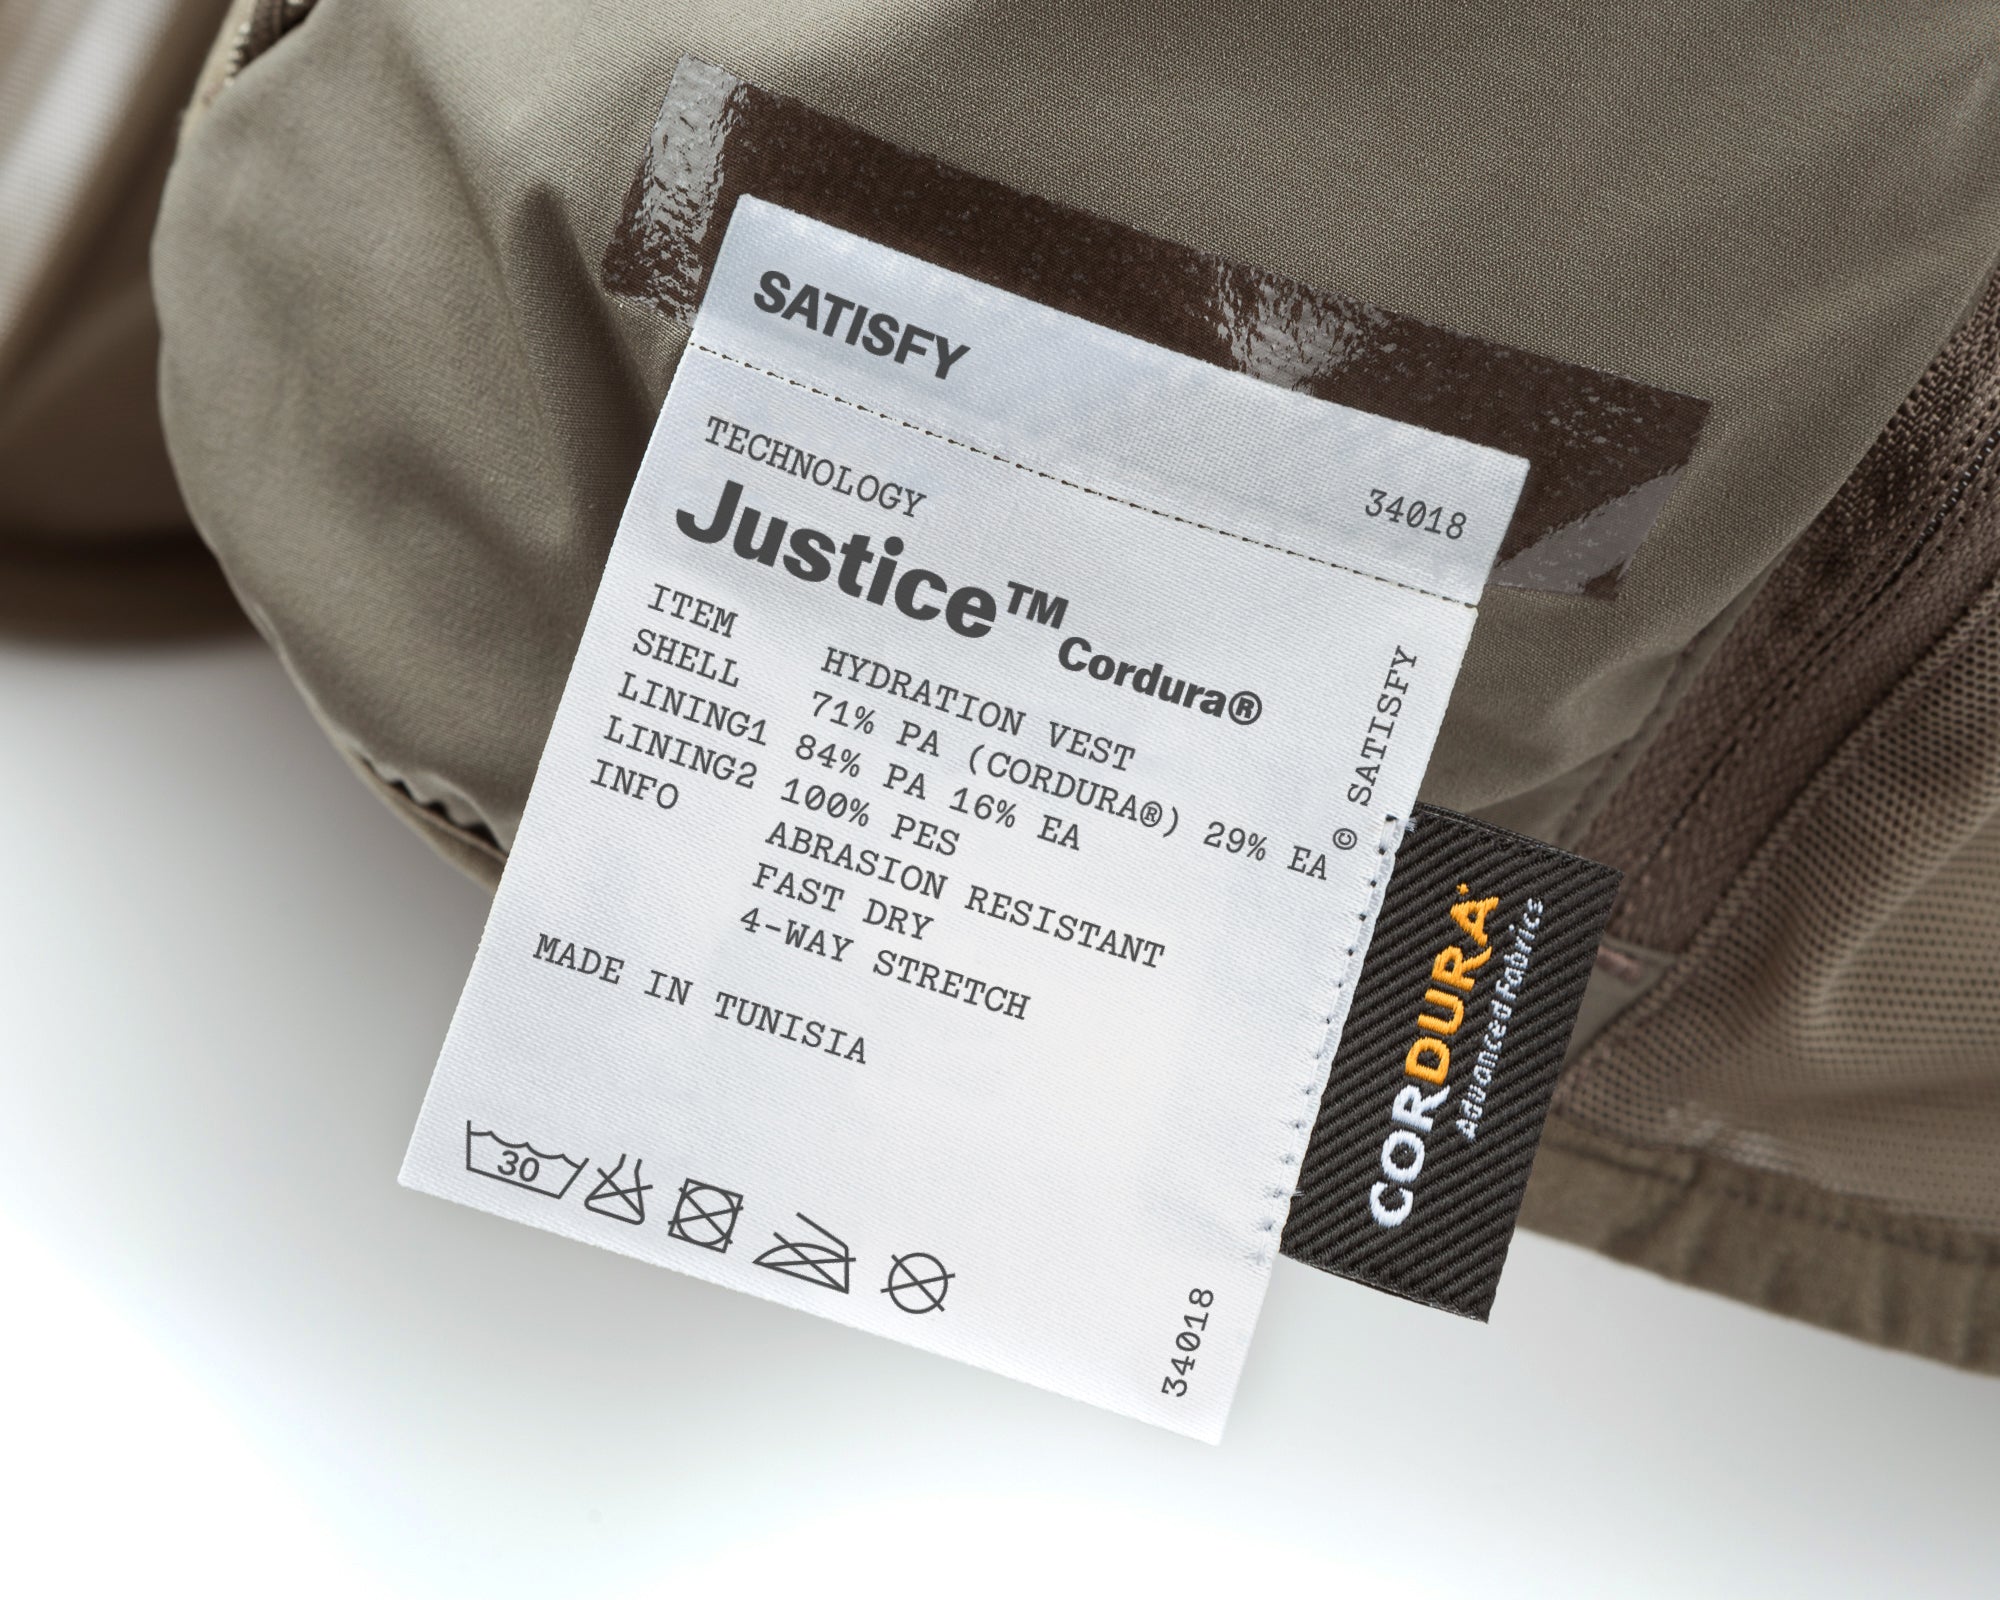 SATISFY
34018
TECHNOLOGY
Justice™ Cordura®
ITEM HYDRATION VEST
SHELL 71% PA (CORDURA®) 29% EA
LINING1 84% PA 16% EA
LINING2 100% PES
INFO ABRASION RESISTANT
FAST DRY
4-WAY STRETCH
MADE IN TUNISIA
30
© SATISFY
34018
CORDURA
Advanced Fabrics